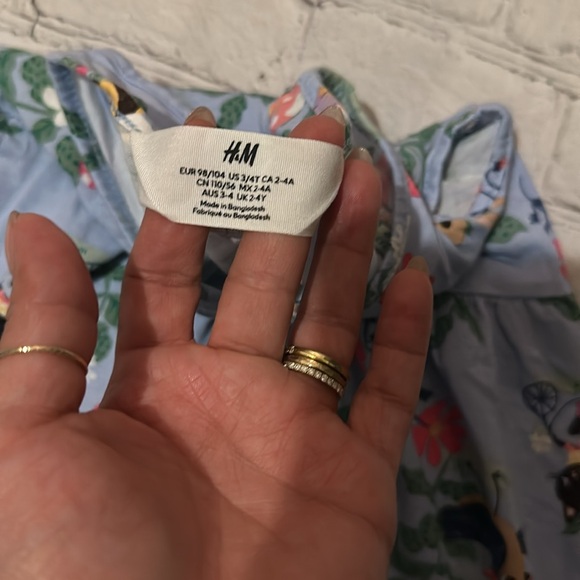 H&M
EUR 98/104 US 3/4T CA 2-4A
CN 110/56 MX 2-4A
AUS 3-4 UK 2-4Y
Made in Bangladesh
Fabriqué au Bangladesh